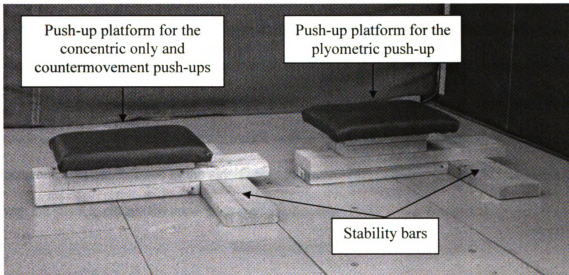 Push-up platform for the
concentric only and
countermovement push-ups
Push-up platform for the
plyometric push-up
Stability bars